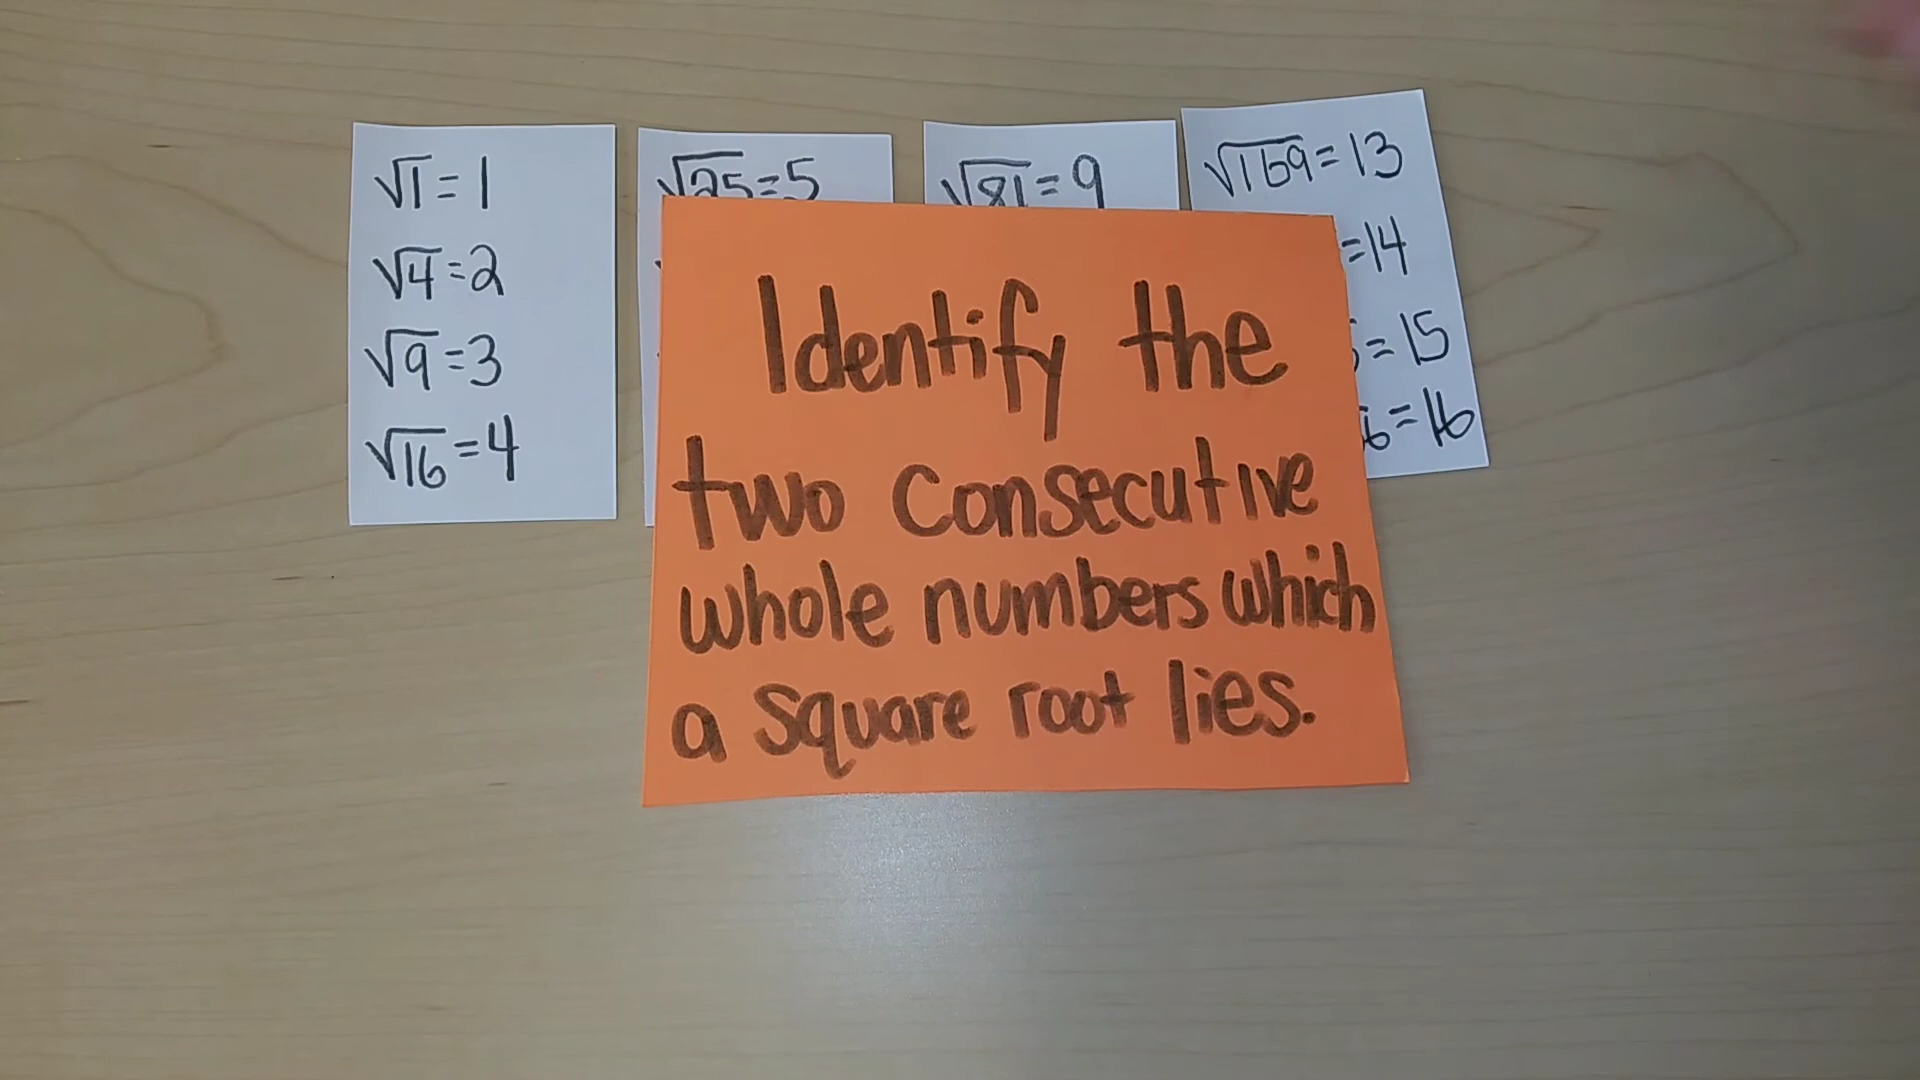 √1=1
√4=2
√9=3
√16=4
√25=5
√81=9
√169=13
=14
=15
=16
Identify the
two consecutive
whole numbers which
a square root lies.